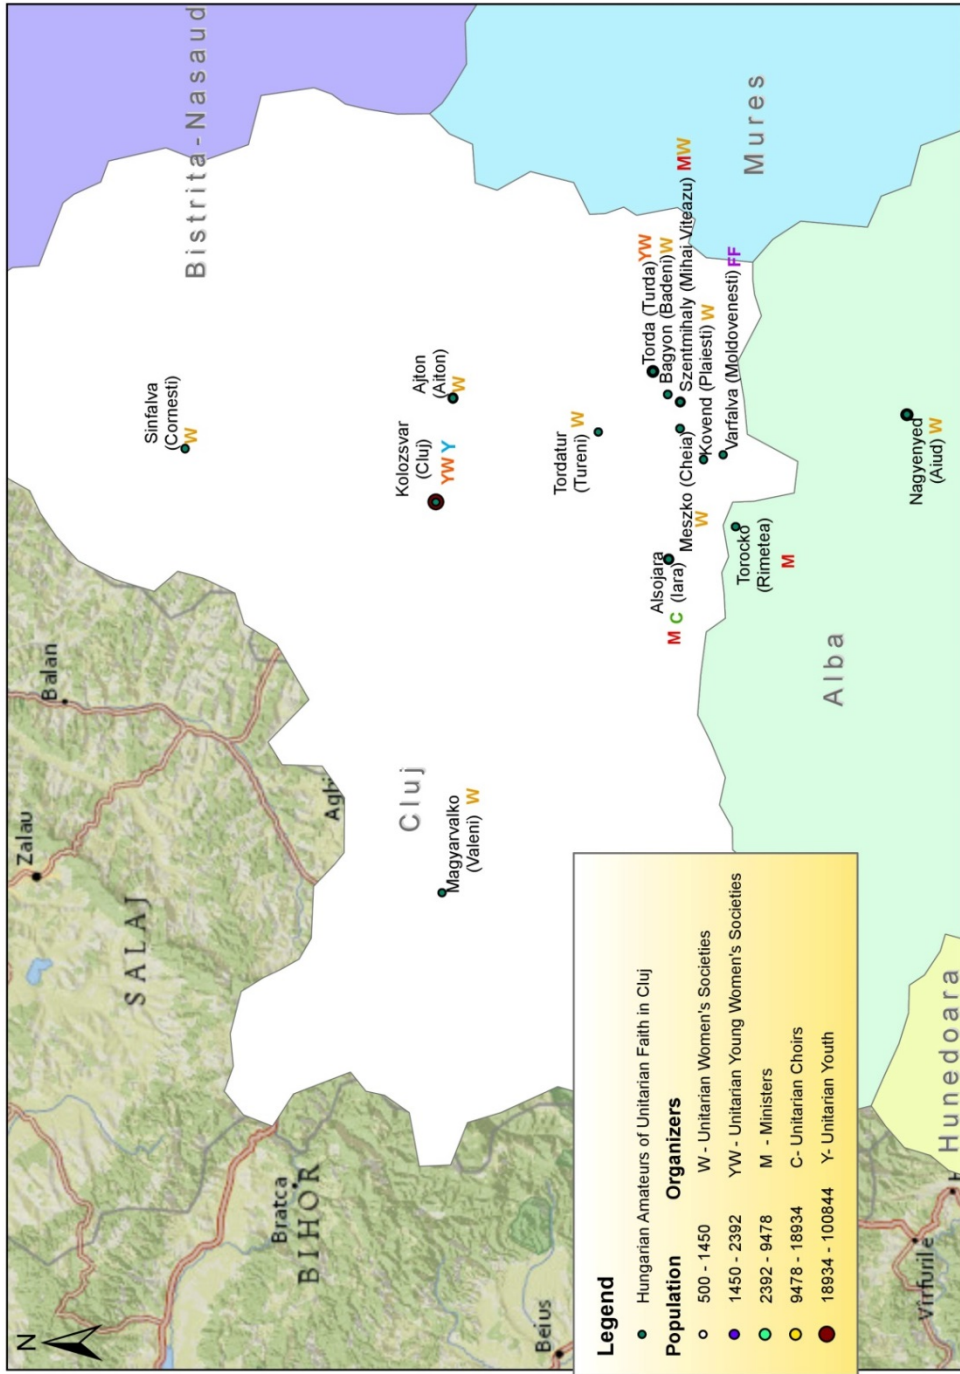 N
Zalau
Balan
SALAJ
Aghi
Bratca
BIHOR
Beius
Virfurile
H
Hunedoara
Bistrita-Nasaud
Mures
Cluj
Alba
Sinfalva
(Cornesti)
W
Ajton
(Aiton)
W
Kolozsvar
(Cluj)
YW Y
Magyarvalko
(Valeni) W
Tordatur
(Tureni) W
Torda (Turda) YW
Bagyon (Badeni) W
Szentmihaly (Mihai Viteazu) MW
Meszko (Cheia)
W
Kovend (Plaiesti) W
Varfalva (Moldovenesti) FF
Alsojara
(Iara)
M C
Torocko
(Rimetea)
M
Nagyenyed
(Aiud) W
Legend
Hungarian Amateurs of Unitarian Faith in Cluj
Population Organizers
500 - 1450 W - Unitarian Women's Societies
1450 - 2392 YW - Unitarian Young Women's Societies
2392 - 9478 M - Ministers
9478 - 18934 C- Unitarian Choirs
18934 - 100844 Y- Unitarian Youth